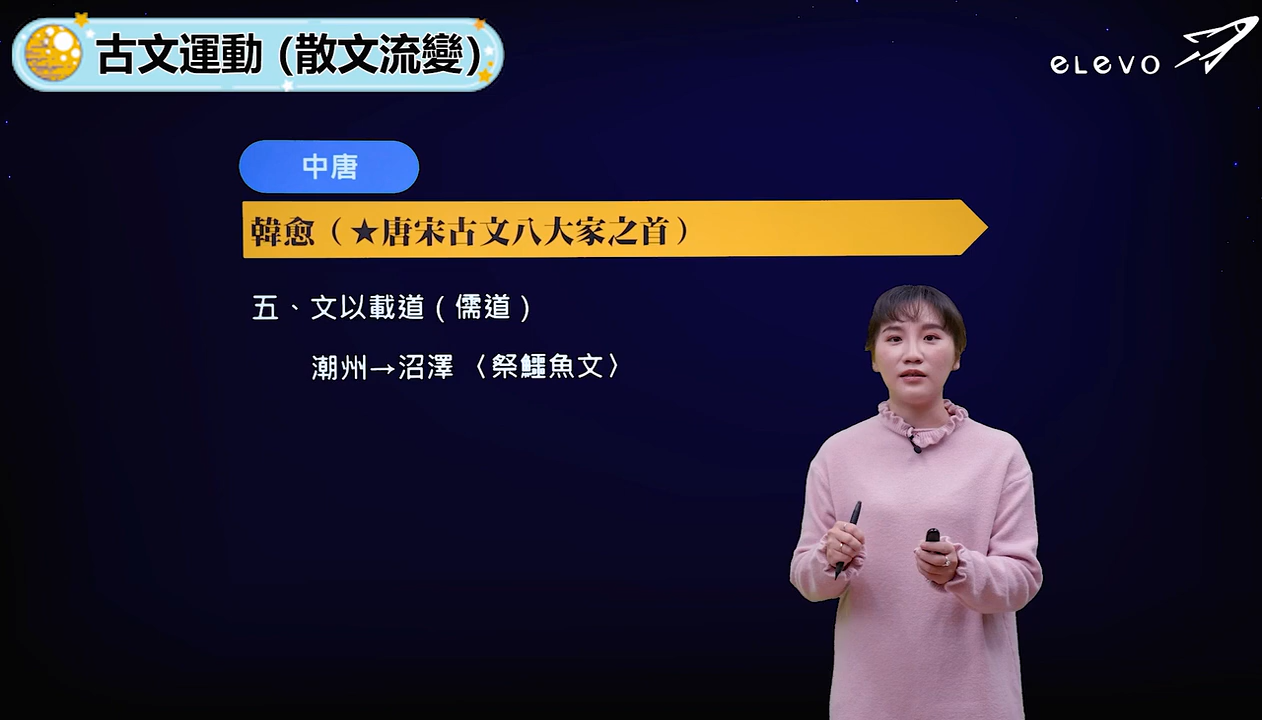 古文運動 (散文流變)
eLevo
中唐
韓愈（★唐宋古文八大家之首）
五、文以載道（儒道）
潮州→沼澤〈祭鱷魚文〉